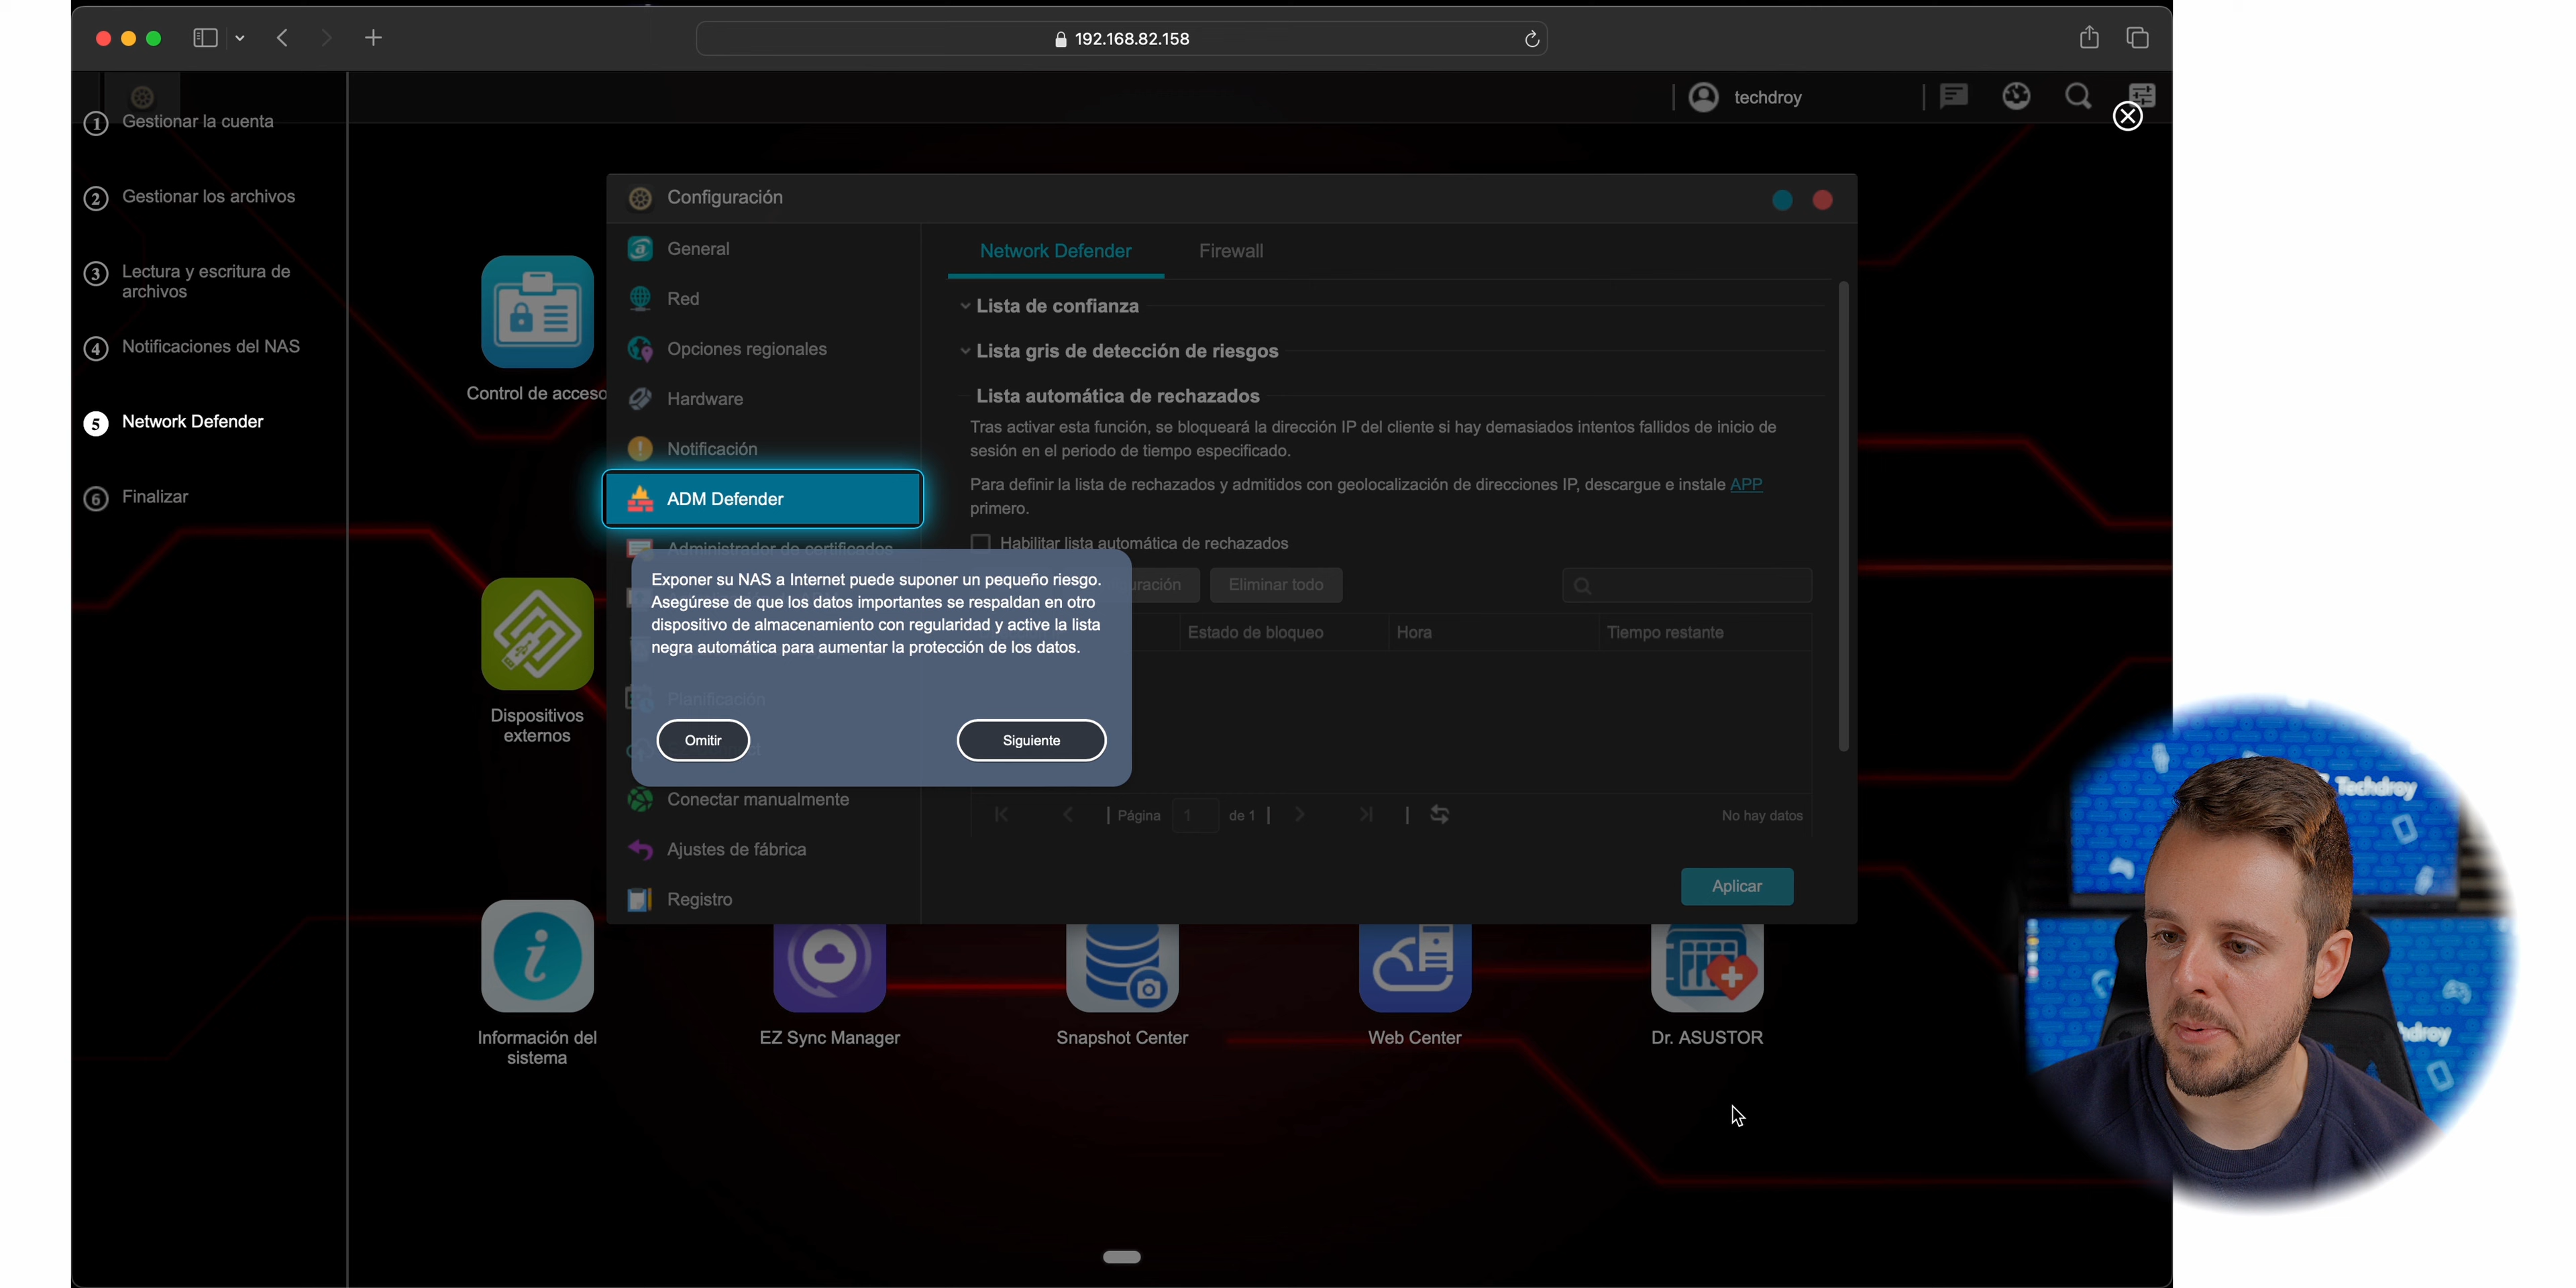 192.168.82.158
techdroy
1 Gestionar la cuenta
2 Gestionar los archivos
3 Lectura y escritura de
archivos
4 Notificaciones del NAS
5 Network Defender
6 Finalizar
Control de acceso
Dispositivos
externos
Información del
sistema
EZ Sync Manager
Snapshot Center
Web Center
Dr. ASUSTOR
Configuración
General
Red
Opciones regionales
Hardware
Notificación
ADM Defender
Administrador de certificados
Planificación
Conectar manualmente
Ajustes de fábrica
Registro
Network Defender
Firewall
Lista de confianza
Lista gris de detección de riesgos
Lista automática de rechazados
Tras activar esta función, se bloqueará la dirección IP del cliente si hay demasiados intentos fallidos de inicio de
sesión en el periodo de tiempo especificado.
Para definir la lista de rechazados y admitidos con geolocalización de direcciones IP, descargue e instale APP
primero.
Habilitar lista automática de rechazados
Eliminar todo
Estado de bloqueo
Hora
Tiempo restante
Página 1 de 1
No hay datos
Aplicar
Exponer su NAS a Internet puede suponer un pequeño riesgo.
Asegúrese de que los datos importantes se respaldan en otro
dispositivo de almacenamiento con regularidad y active la lista
negra automática para aumentar la protección de los datos.
Omitir
Siguiente
Techdroy